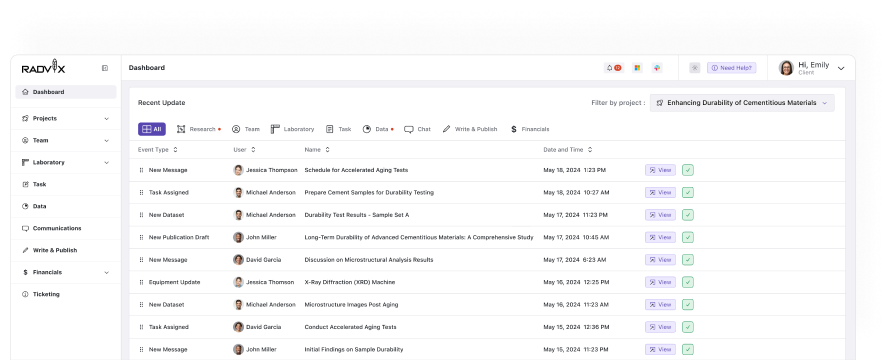 RADVIX
Dashboard
Need Help?
Hi, Emily
Client
Dashboard
Projects
Team
Laboratory
Task
Data
Communications
Write & Publish
Financials
Ticketing
Recent Update
Filter by project :
Enhancing Durability of Cementitious Materials
All
Research
Team
Laboratory
Task
Data
Chat
Write & Publish
Financials
Event Type User Name Date and Time
New Message Jessica Thompson Schedule for Accelerated Aging Tests May 18, 2024 1:23 PM View
Task Assigned Michael Anderson Prepare Cement Samples for Durability Testing May 18, 2024 10:27 AM View
New Dataset Michael Anderson Durability Test Results - Sample Set A May 17, 2024 11:23 PM View
New Publication Draft John Miller Long-Term Durability of Advanced Cementitious Materials: A Comprehensive Study May 17, 2024 10:45 AM View
New Message David Garcia Discussion on Microstructural Analysis Results May 17, 2024 6:23 AM View
Equipment Update Jessica Thomson X-Ray Diffraction (XRD) Machine May 16, 2024 12:25 PM View
New Dataset Michael Anderson Microstructure Images Post Aging May 16, 2024 11:23 AM View
Task Assigned David Garcia Conduct Accelerated Aging Tests May 15, 2024 12:36 PM View
New Message John Miller Initial Findings on Sample Durability May 15, 2024 11:23 PM View